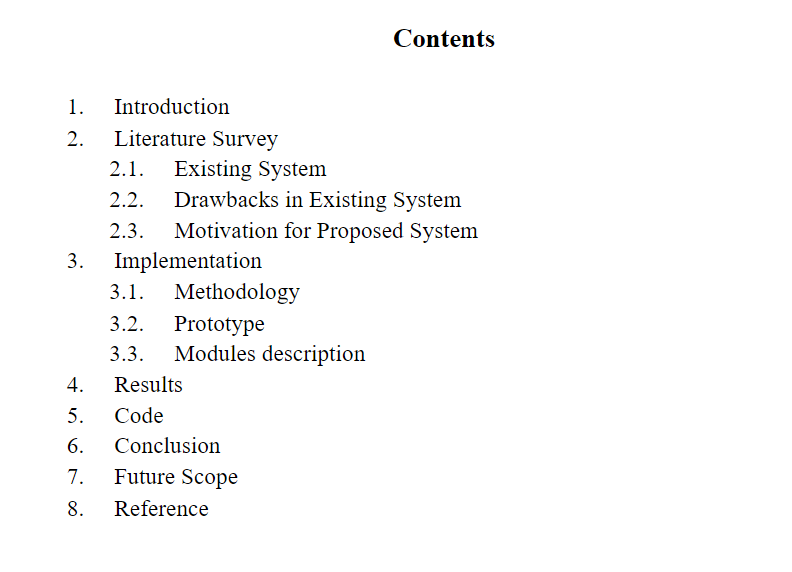 Contents
1. Introduction
2. Literature Survey
2.1. Existing System
2.2. Drawbacks in Existing System
2.3. Motivation for Proposed System
3. Implementation
3.1. Methodology
3.2. Prototype
3.3. Modules description
4. Results
5. Code
6. Conclusion
7. Future Scope
8. Reference